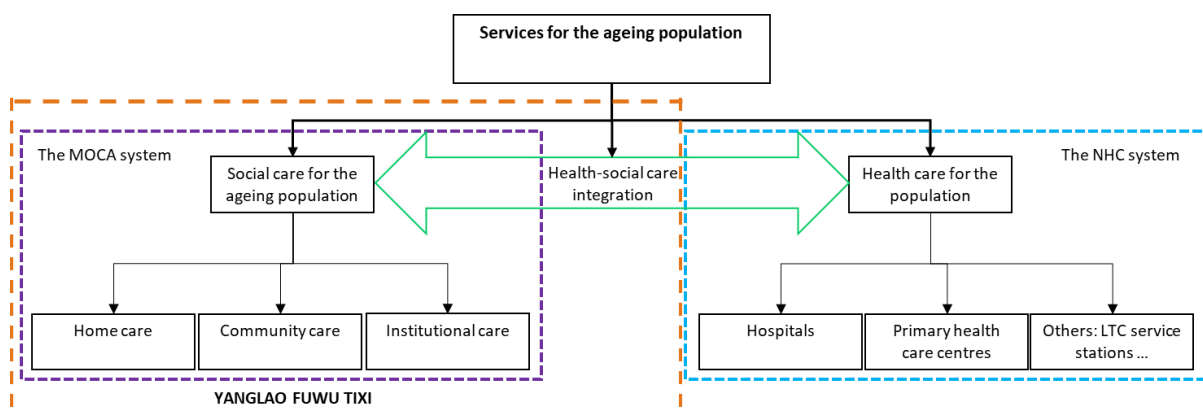 Services for the ageing population
The MOCA system
The NHC system
Social care for the
ageing population
Health-social care
integration
Health care for the
population
Home care
Community care
Institutional care
Hospitals
Primary health
care centres
Others: LTC service
stations ...
YANGLAO FUWU TIXI